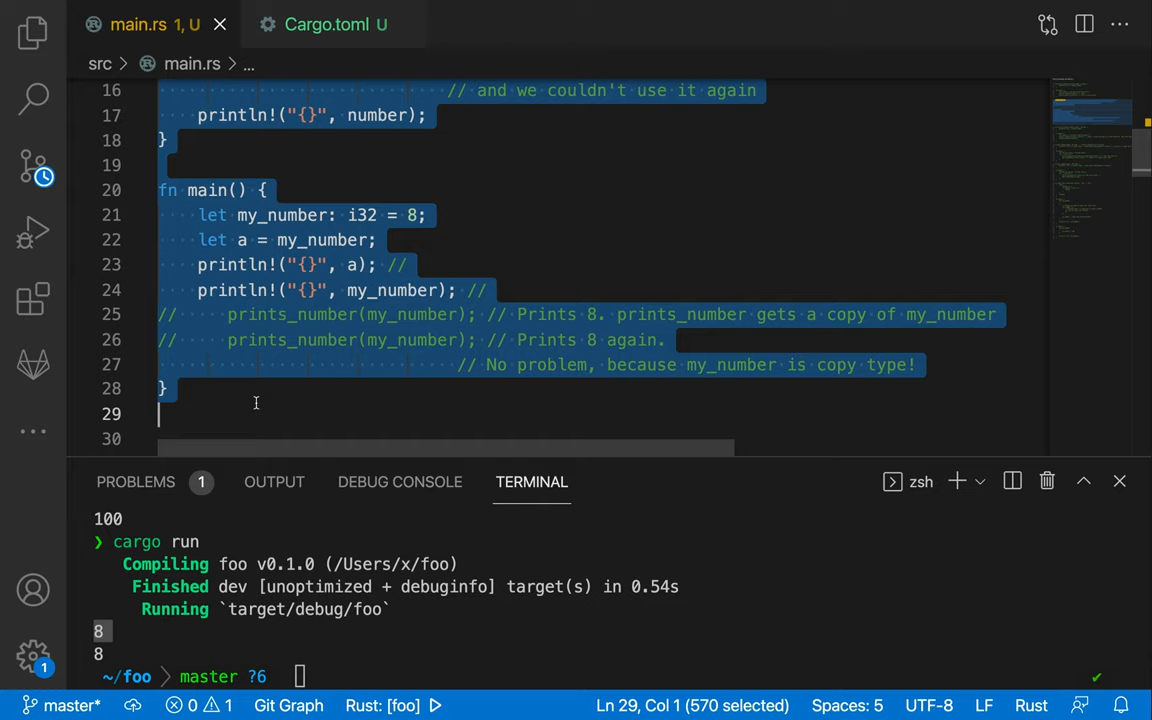 main.rs 1, U
Cargo.toml U
src > main.rs > ...
16 // and we couldn't use it again
17 println!("{}", number);
18 }
19
20 fn main() {
21 let my_number: i32 = 8;
22 let a = my_number;
23 println!("{}", a); //
24 println!("{}", my_number); //
25 // prints_number(my_number); // Prints 8. prints_number gets a copy of my_number
26 // prints_number(my_number); // Prints 8 again.
27 // No problem, because my_number is copy type!
28 }
29
30
PROBLEMS 1 OUTPUT DEBUG CONSOLE TERMINAL zsh
100
❯ cargo run
Compiling foo v0.1.0 (/Users/x/foo)
Finished dev [unoptimized + debuginfo] target(s) in 0.54s
Running `target/debug/foo`
8
8
~/foo master ?6
1
master* 0 1 Git Graph Rust: [foo] Ln 29, Col 1 (570 selected) Spaces: 5 UTF-8 LF Rust